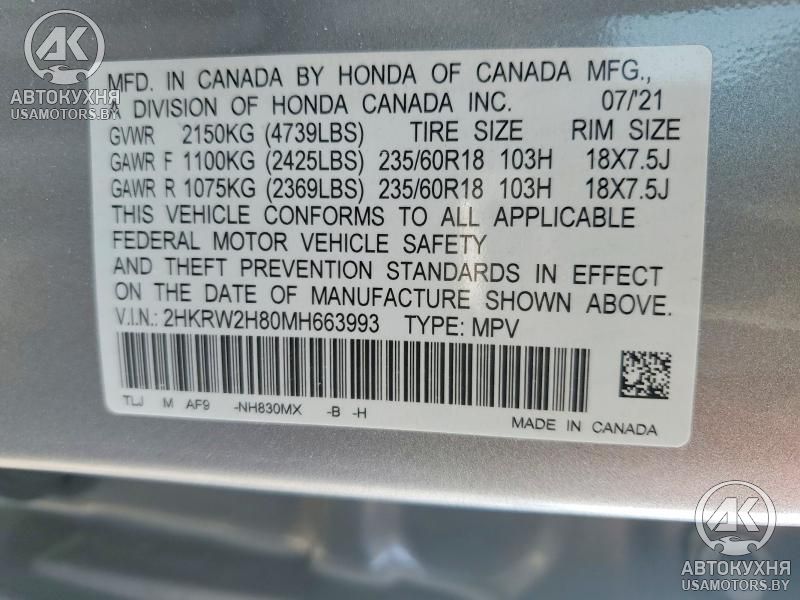 MFD. IN CANADA BY HONDA OF CANADA MFG.,
A DIVISION OF HONDA CANADA INC. 07/'21
GVWR 2150KG (4739LBS) TIRE SIZE RIM SIZE
GAWR F 1100KG (2425LBS) 235/60R18 103H 18X7.5J
GAWR R 1075KG (2369LBS) 235/60R18 103H 18X7.5J
THIS VEHICLE CONFORMS TO ALL APPLICABLE
FEDERAL MOTOR VEHICLE SAFETY
AND THEFT PREVENTION STANDARDS IN EFFECT
ON THE DATE OF MANUFACTURE SHOWN ABOVE.
V.I.N.: 2HKRW2H80MH663993 TYPE: MPV
TLJ M AF9 -NH830MX -B -H
MADE IN CANADA
АК
АВТОКУХНЯ
USAMOTORS.BY
АК
АВТОКУХНЯ
USAMOTORS.BY